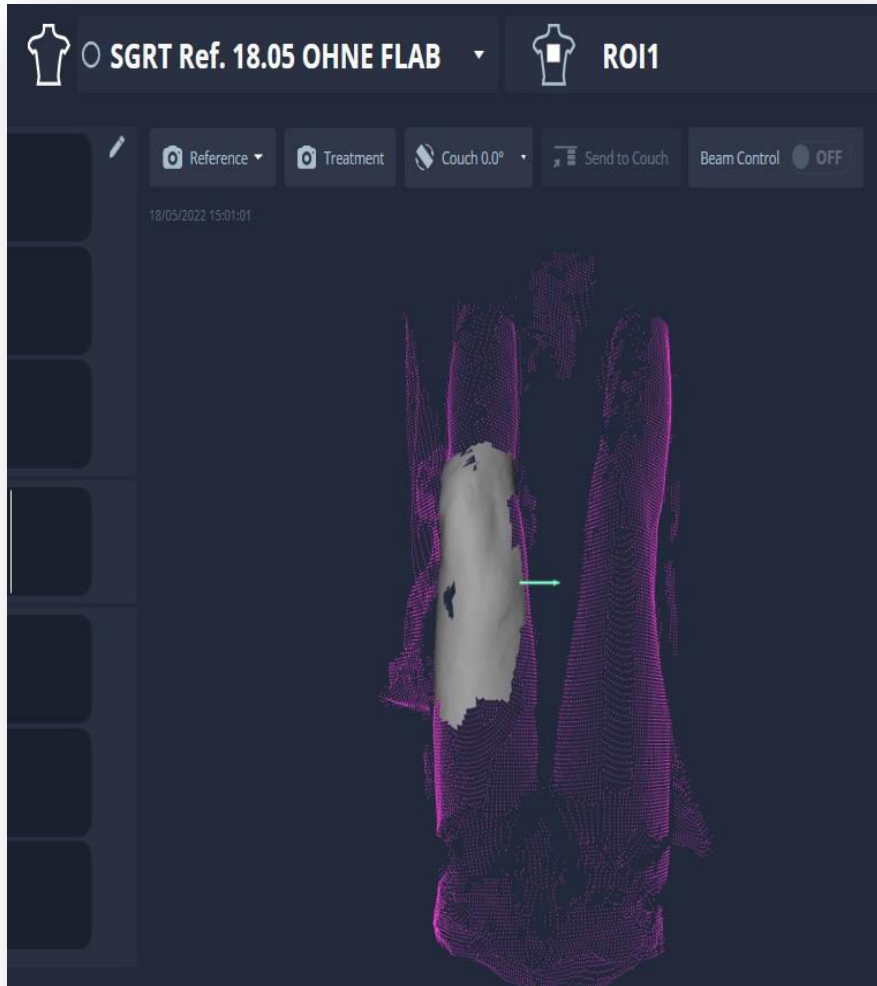 SGRT Ref. 18.05 OHNE FLAB
ROI1
Reference
Treatment
Couch 0.0°
Send to Couch
Beam Control
OFF
18/05/2022 15:01:01